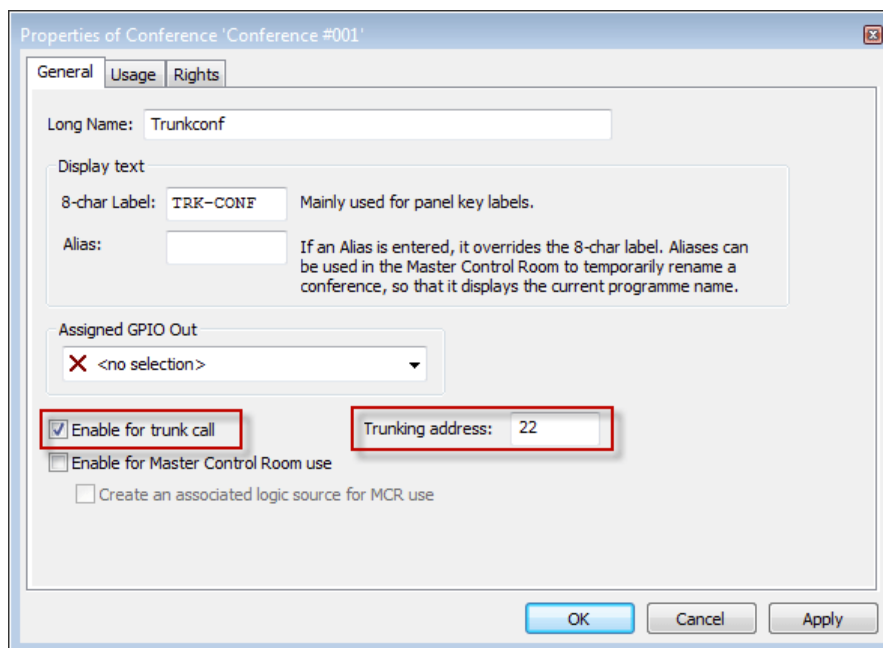 Properties of Conference 'Conference #001'
General Usage Rights
Long Name: Trunkconf
Display text
8-char Label: TRK-CONF Mainly used for panel key labels.
Alias: If an Alias is entered, it overrides the 8-char label. Aliases can
be used in the Master Control Room to temporarily rename a
conference, so that it displays the current programme name.
Assigned GPIO Out
<no selection>
Enable for trunk call Trunking address: 22
Enable for Master Control Room use
Create an associated logic source for MCR use
OK Cancel Apply